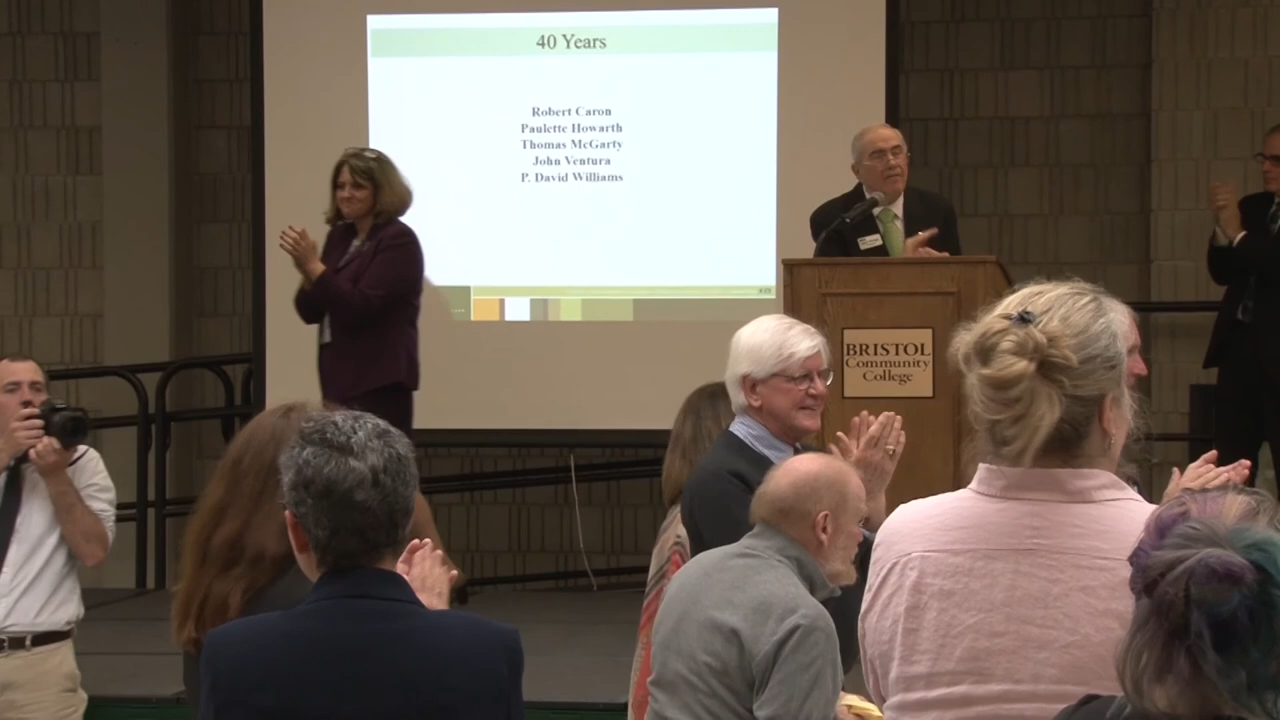 40 Years
Robert Caron
Paulette Howarth
Thomas McGarty
John Ventura
P. David Williams
BRISTOL
Community
College